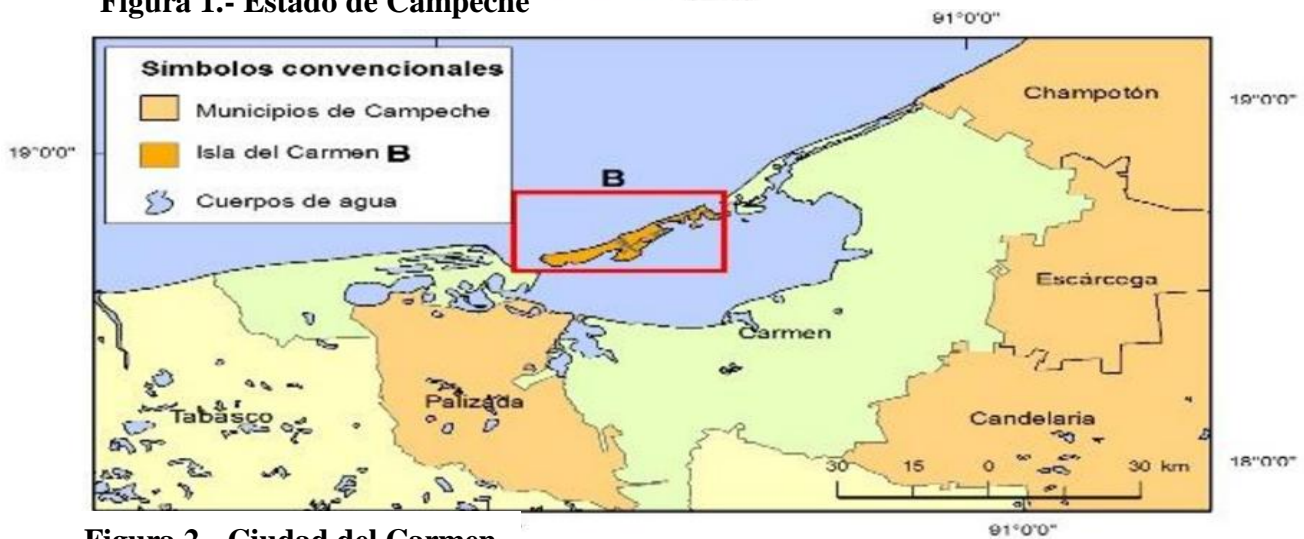 Figura 1.- Estado de Campeche
91°0'0"
Símbolos convencionales
Municipios de Campeche
Isla del Carmen B
Cuerpos de agua
19°0'0"
19°0'0"
B
Champotón
Escárcega
Carmen
Palizada
Tabasco
Candelaria
30 15 0 30 km
18°0'0"
91°0'0"
Figura 2.- Ciudad del Carmen